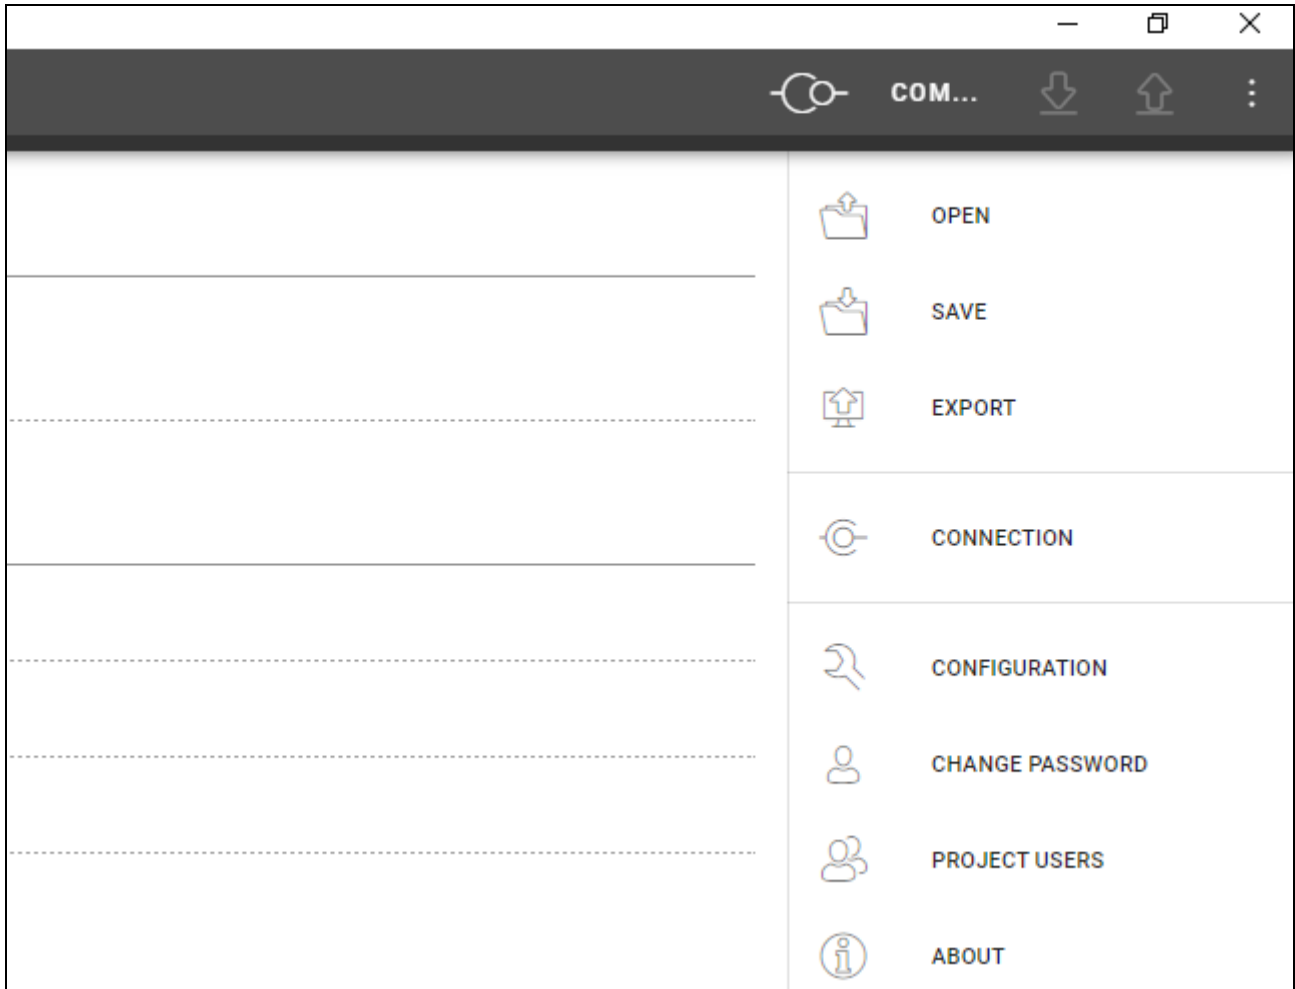 COM...
OPEN
SAVE
EXPORT
CONNECTION
CONFIGURATION
CHANGE PASSWORD
PROJECT USERS
ABOUT